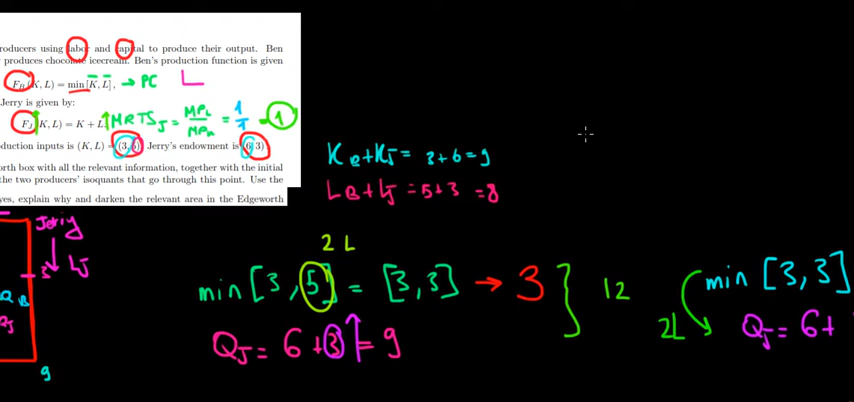 roducers using labor and capital to produce their output. Ben
produces chocolate icecream. Ben's production function is given
F_B(K, L) = min[K, L], → PC L
Jerry is given by:
F_J(K, L) = K + L. MRTS_J = MP_L / MP_K = 1/1 = 1
duction inputs is (K, L) = (3, 5). Jerry's endowment is (6, 3).
orth box with all the relevant information, together with the initial
the two producers' isoquants that go through this point. Use the
yes, explain why and darken the relevant area in the Edgeworth
K_B + K_J = 3 + 6 = 9
L_B + L_J = 5 + 3 = 8
Jerry
3 LJ
2 L
min [3, 5] = [3, 3] → 3 } 12
Q_J = 6 + 3 = 9
2L
min [3, 3]
Q_J = 6 +
Q B
9